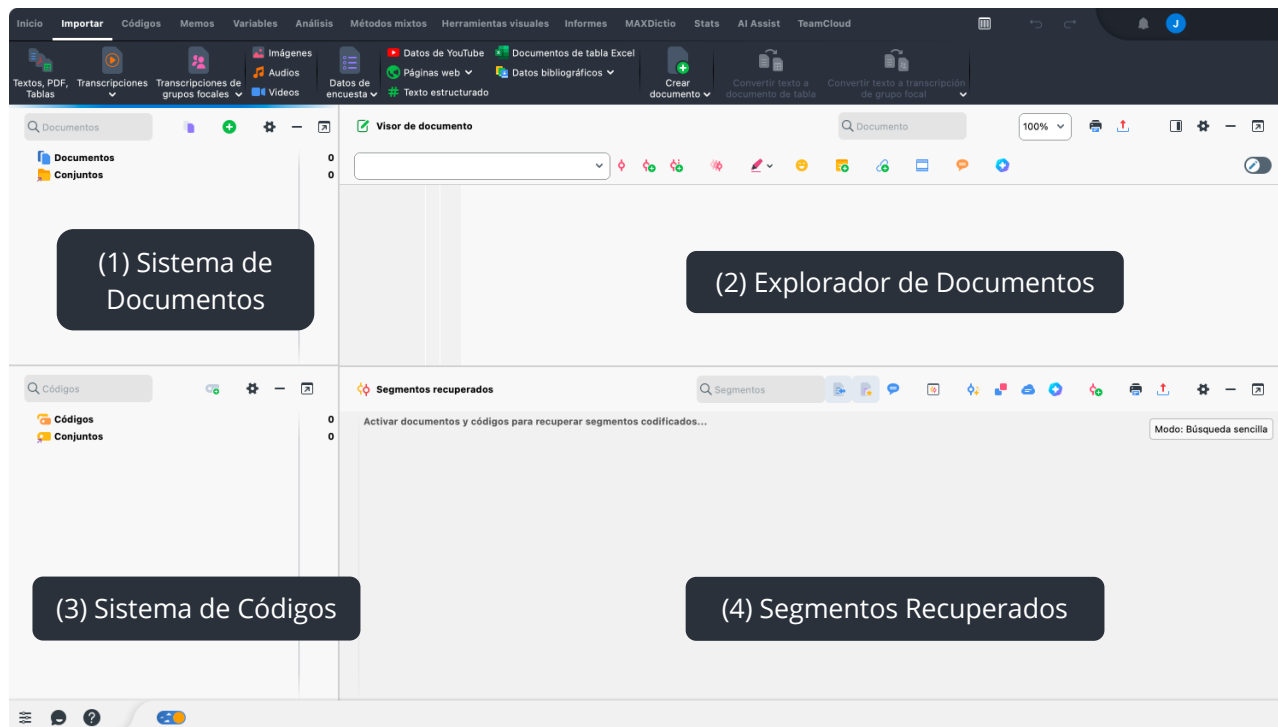 Inicio Importar Códigos Memos Variables Análisis Métodos mixtos Herramientas visuales Informes MAXDictio Stats AI Assist TeamCloud J
Textos, PDF, Tablas
Transcripciones
Transcripciones de grupos focales
Imágenes
Audios
Videos
Datos de encuesta
Datos de YouTube
Páginas web
Texto estructurado
Documentos de tabla Excel
Datos bibliográficos
Crear documento
Convertir texto a documento de tabla
Convertir texto a transcripción de grupo focal
Documentos
Documentos 0
Conjuntos 0
(1) Sistema de
Documentos
Visor de documento
Documento
100%
(2) Explorador de Documentos
Códigos
Códigos 0
Conjuntos 0
(3) Sistema de Códigos
Segmentos recuperados
Segmentos
Activar documentos y códigos para recuperar segmentos codificados...
Modo: Búsqueda sencilla
(4) Segmentos Recuperados